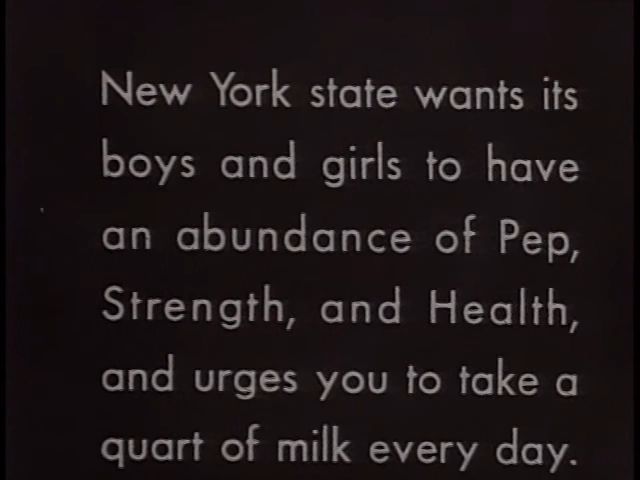 New York state wants its
boys and girls to have
an abundance of Pep,
Strength, and Health,
and urges you to take a
quart of milk every day.